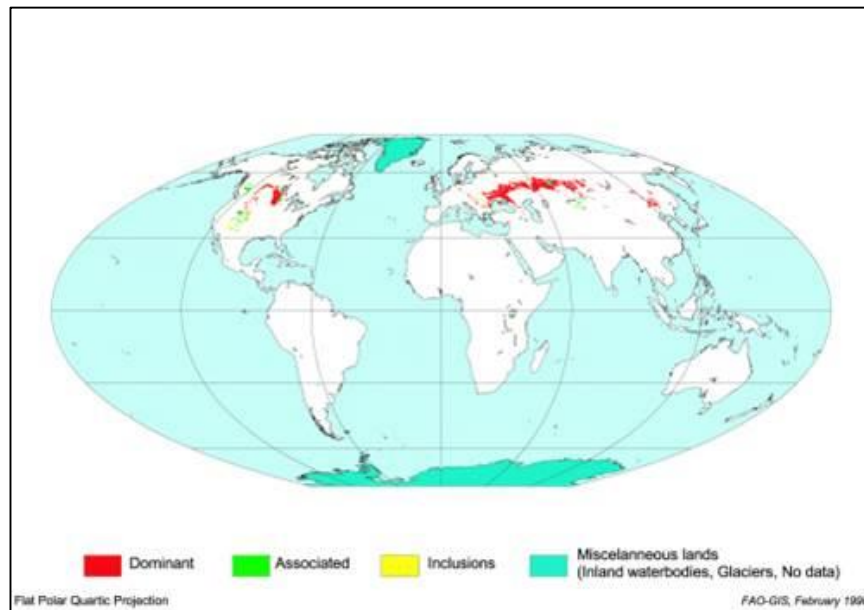 Dominant
Associated
Inclusions
Miscelanneous lands
(Inland waterbodies, Glaciers, No data)
Flat Polar Quartic Projection
FAO-GIS, February